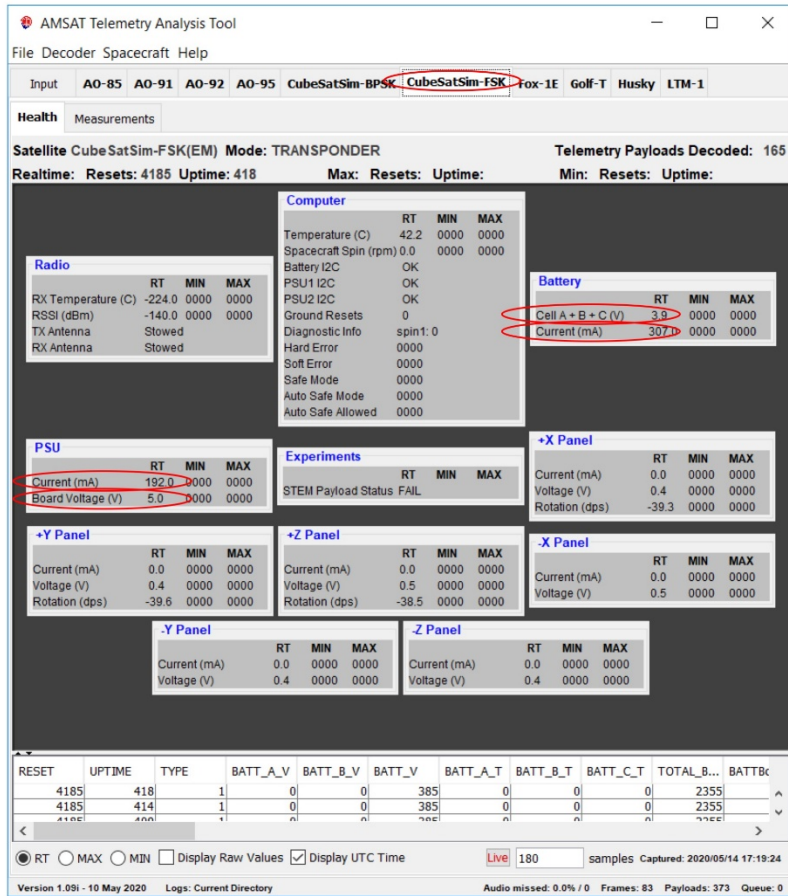 AMSAT Telemetry Analysis Tool
File Decoder Spacecraft Help
Input AO-85 AO-91 AO-92 AO-95 CubeSatSim-BPSK CubeSatSim-FSK Fox-1E Golf-T Husky LTM-1
Health Measurements
Satellite CubeSatSim-FSK(EM) Mode: TRANSPONDER Telemetry Payloads Decoded: 165
Realtime: Resets: 4185 Uptime: 418 Max: Resets: Uptime: Min: Resets: Uptime:
Computer
RT MIN MAX
Temperature (C) 42.2 0000 0000
Spacecraft Spin (rpm) 0.0 0000 0000
Battery I2C OK
PSU1 I2C OK
PSU2 I2C OK
Ground Resets 0
Diagnostic Info spin1: 0
Hard Error 0000
Soft Error 0000
Safe Mode 0000
Auto Safe Mode 0000
Auto Safe Allowed 0000
Radio
RT MIN MAX
RX Temperature (C) -224.0 0000 0000
RSSI (dBm) -140.0 0000 0000
TX Antenna Stowed
RX Antenna Stowed
Battery
RT MIN MAX
Cell A + B + C (V) 3.9 0000 0000
Current (mA) 307.0 0000 0000
PSU
RT MIN MAX
Current (mA) 192.0 0000 0000
Board Voltage (V) 5.0 0000 0000
Experiments
RT MIN MAX
STEM Payload Status FAIL
+X Panel
RT MIN MAX
Current (mA) 0.0 0000 0000
Voltage (V) 0.4 0000 0000
Rotation (dps) -39.3 0000 0000
+Y Panel
RT MIN MAX
Current (mA) 0.0 0000 0000
Voltage (V) 0.4 0000 0000
Rotation (dps) -39.6 0000 0000
+Z Panel
RT MIN MAX
Current (mA) 0.0 0000 0000
Voltage (V) 0.5 0000 0000
Rotation (dps) -38.5 0000 0000
-X Panel
RT MIN MAX
Current (mA) 0.0 0000 0000
Voltage (V) 0.5 0000 0000
-Y Panel
RT MIN MAX
Current (mA) 0.0 0000 0000
Voltage (V) 0.4 0000 0000
-Z Panel
RT MIN MAX
Current (mA) 0.0 0000 0000
Voltage (V) 0.4 0000 0000
RESET UPTIME TYPE BATT_A_V BATT_B_V BATT_V BATT_A_T BATT_B_T BATT_C_T TOTAL_B...
4185 418 1 0 0 385 0 0 0 2355
4185 414 1 0 0 385 0 0 0 2355
RT MAX MIN Display Raw Values Display UTC Time Live 180 samples Captured: 2020/05/14 17:19:24
Version 1.09i - 10 May 2020 Logs: Current Directory Audio missed: 0.0% / 0 Frames: 83 Payloads: 373 Queue: 0